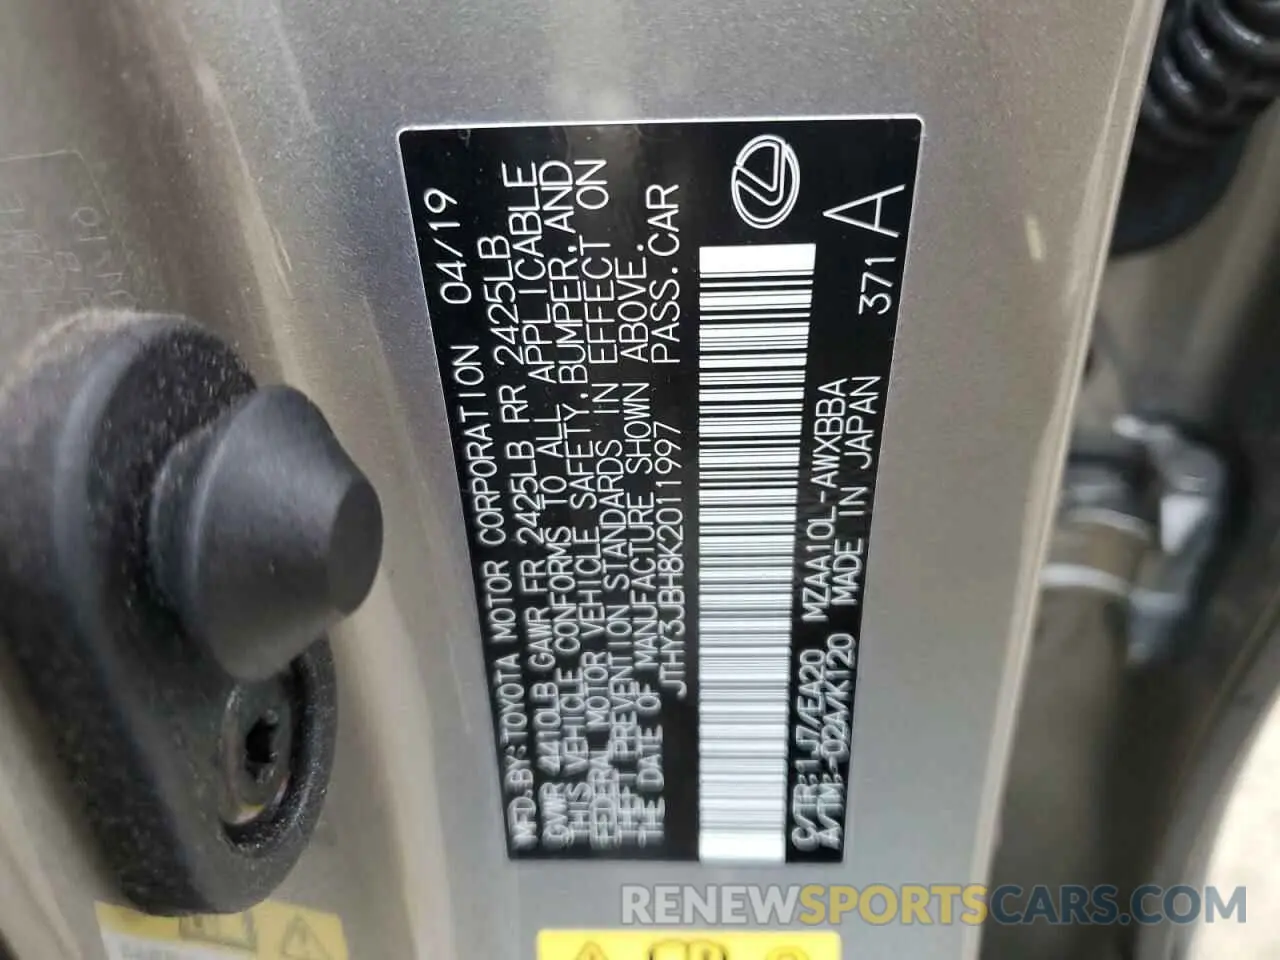 MFD.BY:TOYOTA MOTOR CORPORATION 04/19
GVWR 4410LB GAWR FR 2425LB RR 2425LB
THIS VEHICLE CONFORMS TO ALL APPLICABLE
FEDERAL MOTOR VEHICLE SAFETY,BUMPER,AND
THEFT PREVENTION STANDARDS IN EFFECT ON
THE DATE OF MANUFACTURE SHOWN ABOVE.
JTHY3JBH8K2011997 PASS.CAR
C/TR:1J7/EA20 MZAA10L-AWXBBA
A/TM:-02A/K120 MADE IN JAPAN
371 A
RENEWSPORTSCARS.COM